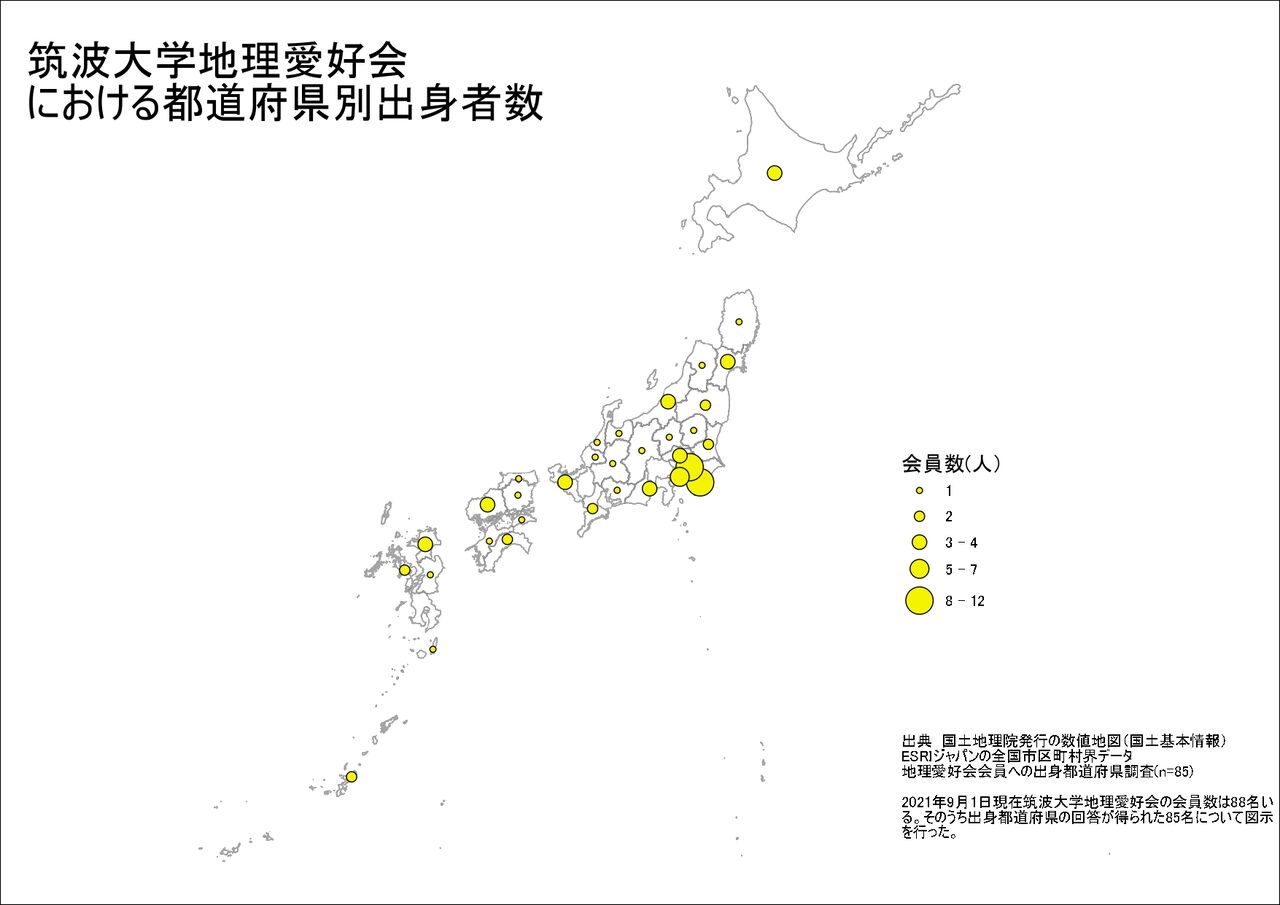 筑波大学地理愛好会
における都道府県別出身者数
会員数(人)
1
2
3 − 4
5 − 7
8 − 12
出典　国土地理院発行の数値地図(国土基本情報)
ESRIジャパンの全国市区町村界データ
地理愛好会会員への出身都道府県調査(n=85)
2021年9月1日現在筑波大学地理愛好会の会員数は88名い
る。そのうち出身都道府県の回答が得られた85名について図示
を行った。